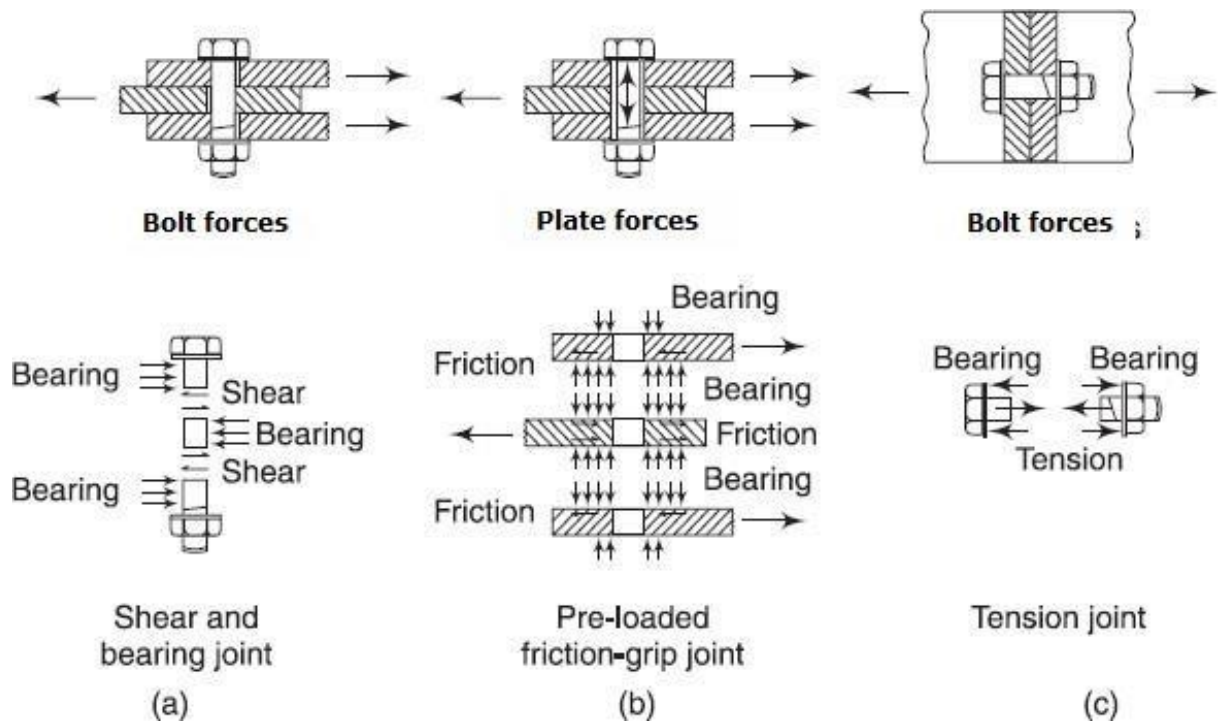 Bolt forces
Plate forces
Bolt forces s
Bearing
Shear
Bearing
Shear
Bearing
Bearing
Friction
Bearing
Friction
Bearing
Friction
Bearing
Bearing
Tension
Shear and
bearing joint
(a)
Pre-loaded
friction-grip joint
(b)
Tension joint
(c)